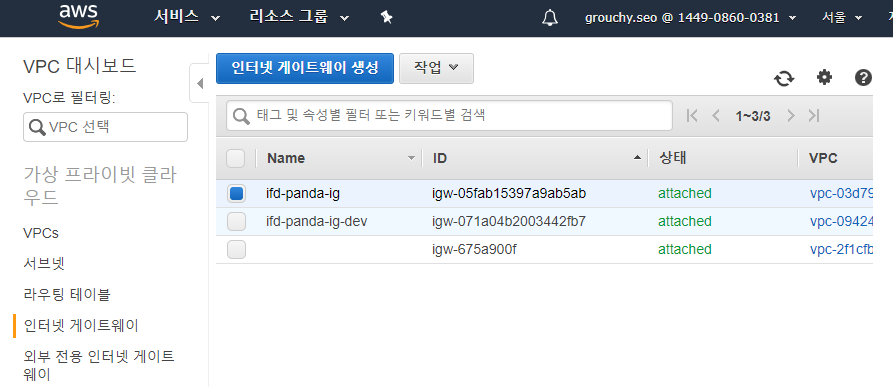 aws
서비스
리소스 그룹
grouchy.seo @ 1449-0860-0381
서울
VPC 대시보드
VPC로 필터링:
VPC 선택
가상 프라이빗 클라
우드
VPCs
서브넷
라우팅 테이블
인터넷 게이트웨이
외부 전용 인터넷 게이트
웨이
인터넷 게이트웨이 생성
작업
태그 및 속성별 필터 또는 키워드별 검색
1~3/3
Name ID 상태 VPC
ifd-panda-ig igw-05fab15397a9ab5ab attached vpc-03d79
ifd-panda-ig-dev igw-071a04b2003442fb7 attached vpc-09424
igw-675a900f attached vpc-2f1cfb